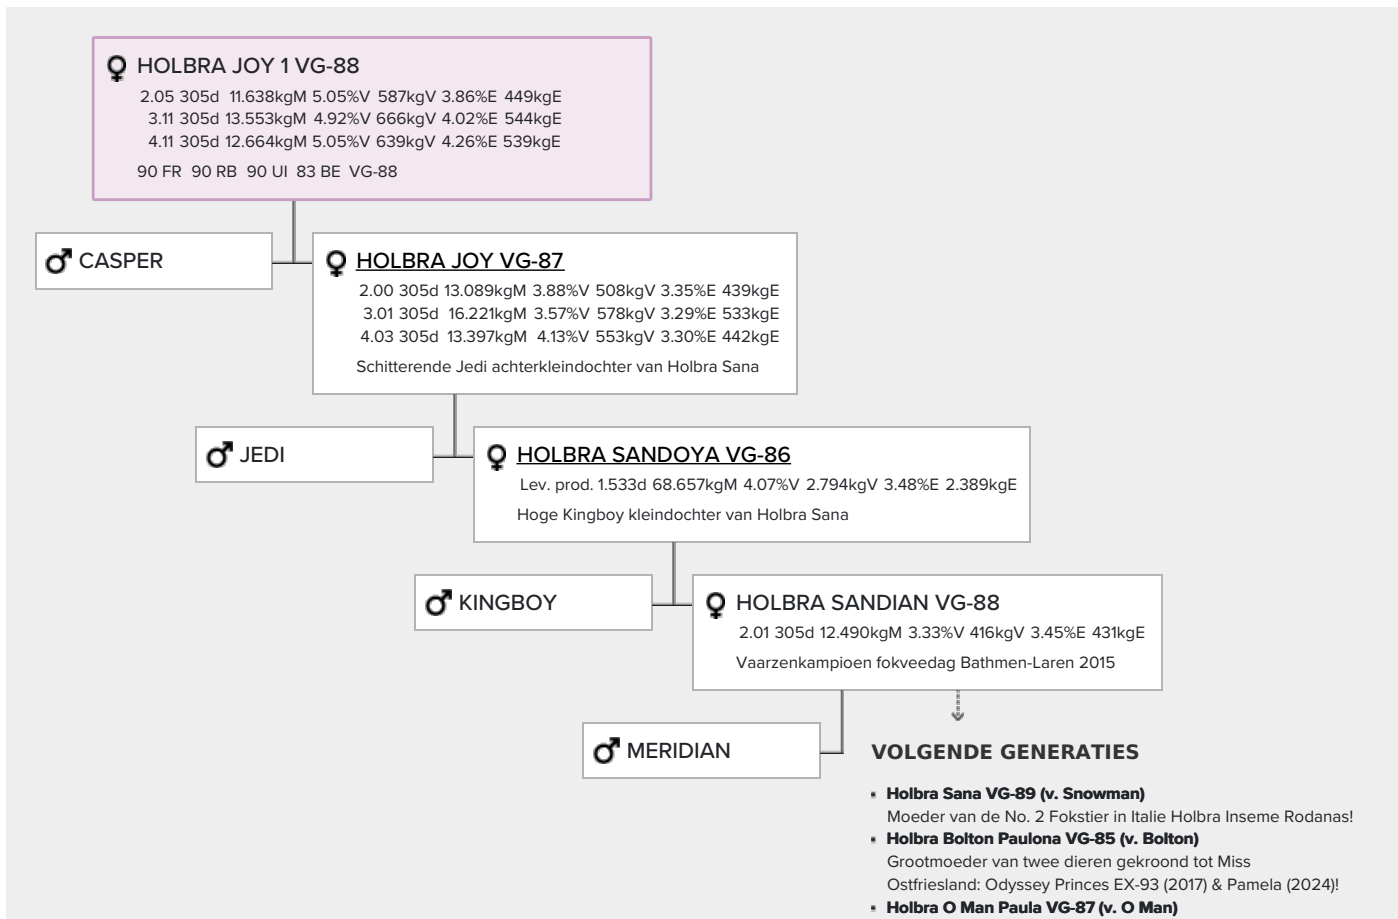 HOLBRA JOY 1 VG-88
2.05 305d 11.638kgM 5.05%V 587kgV 3.86%E 449kgE
3.11 305d 13.553kgM 4.92%V 666kgV 4.02%E 544kgE
4.11 305d 12.664kgM 5.05%V 639kgV 4.26%E 539kgE
90 FR 90 RB 90 UI 83 BE VG-88
CASPER
HOLBRA JOY VG-87
2.00 305d 13.089kgM 3.88%V 508kgV 3.35%E 439kgE
3.01 305d 16.221kgM 3.57%V 578kgV 3.29%E 533kgE
4.03 305d 13.397kgM 4.13%V 553kgV 3.30%E 442kgE
Schitterende Jedi achterkleindochter van Holbra Sana
JEDI
HOLBRA SANDOYA VG-86
Lev. prod. 1.533d 68.657kgM 4.07%V 2.794kgV 3.48%E 2.389kgE
Hoge Kingboy kleindochter van Holbra Sana
KINGBOY
HOLBRA SANDIAN VG-88
2.01 305d 12.490kgM 3.33%V 416kgV 3.45%E 431kgE
Vaarzenkampioen fokveedag Bathmen-Laren 2015
MERIDIAN
VOLGENDE GENERATIES
Holbra Sana VG-89 (v. Snowman)
Moeder van de No. 2 Fokstier in Italie Holbra Inseme Rodanas!
Holbra Bolton Paulona VG-85 (v. Bolton)
Grootmoeder van twee dieren gekroond tot Miss
Ostfriesland: Odyssey Princes EX-93 (2017) & Pamela (2024)!
Holbra O Man Paula VG-87 (v. O Man)